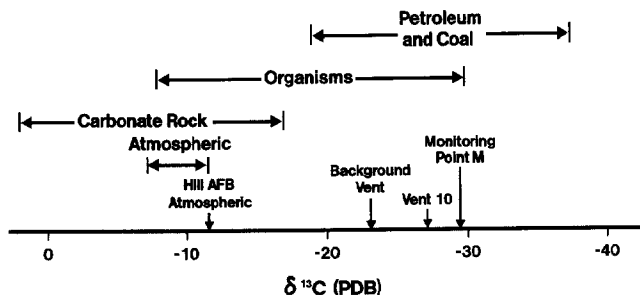 Petroleum
and Coal
Organisms
Carbonate Rock
Atmospheric
Hill AFB
Atmospheric
Background
Vent
Vent 10
Monitoring
Point M
0 -10 -20 -30 -40
δ ¹³C (PDB)